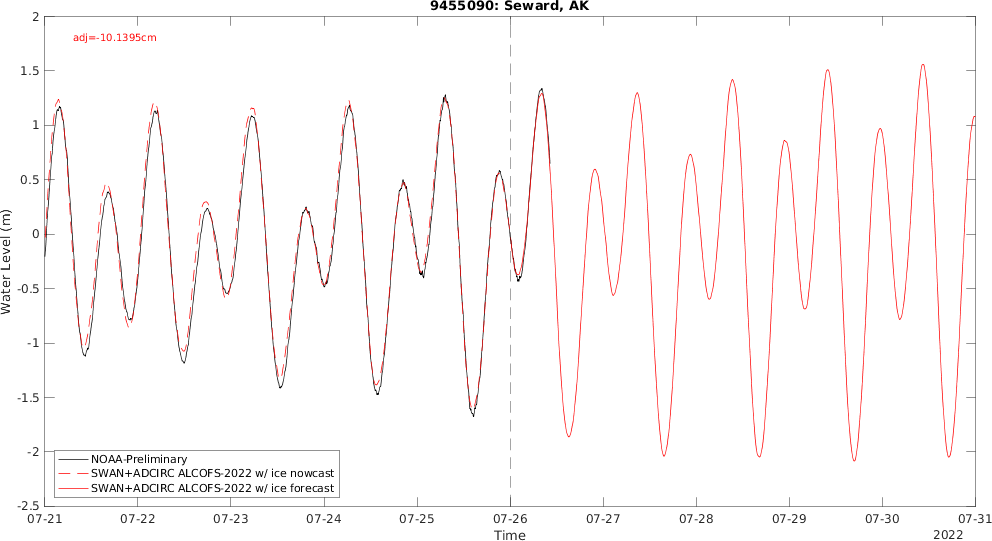 9455090: Seward, AK
adj=-10.1395cm
Water Level (m)
2
1.5
1
0.5
0
-0.5
-1
-1.5
-2
-2.5
NOAA-Preliminary
SWAN+ADCIRC ALCOFS-2022 w/ ice nowcast
SWAN+ADCIRC ALCOFS-2022 w/ ice forecast
07-21 07-22 07-23 07-24 07-25 07-26 07-27 07-28 07-29 07-30 07-31
Time
2022